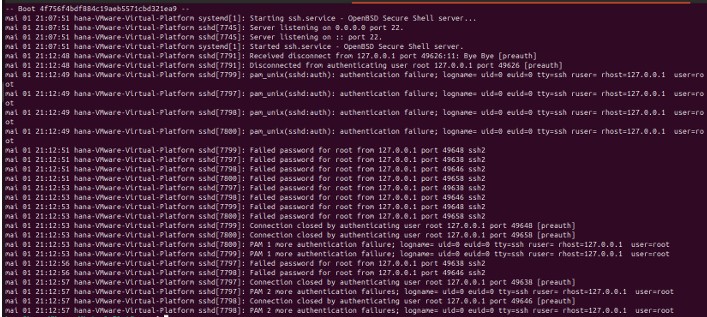 -- Boot 4f756f4bdf884c19aeb5571cbd321ea9 --
mai 01 21:07:51 hana-VMware-Virtual-Platform systemd[1]: Starting ssh.service - OpenBSD Secure Shell server...
mai 01 21:07:51 hana-VMware-Virtual-Platform sshd[7745]: Server listening on 0.0.0.0 port 22.
mai 01 21:07:51 hana-VMware-Virtual-Platform sshd[7745]: Server listening on :: port 22.
mai 01 21:07:51 hana-VMware-Virtual-Platform systemd[1]: Started ssh.service - OpenBSD Secure Shell server.
mai 01 21:12:48 hana-VMware-Virtual-Platform sshd[7791]: Received disconnect from 127.0.0.1 port 49626:11: Bye Bye [preauth]
mai 01 21:12:48 hana-VMware-Virtual-Platform sshd[7791]: Disconnected from authenticating user root 127.0.0.1 port 49626 [preauth]
mai 01 21:12:49 hana-VMware-Virtual-Platform sshd[7799]: pam_unix(sshd:auth): authentication failure; logname= uid=0 euid=0 tty=ssh ruser= rhost=127.0.0.1  user=ro
ot
mai 01 21:12:49 hana-VMware-Virtual-Platform sshd[7797]: pam_unix(sshd:auth): authentication failure; logname= uid=0 euid=0 tty=ssh ruser= rhost=127.0.0.1  user=ro
ot
mai 01 21:12:49 hana-VMware-Virtual-Platform sshd[7798]: pam_unix(sshd:auth): authentication failure; logname= uid=0 euid=0 tty=ssh ruser= rhost=127.0.0.1  user=ro
ot
mai 01 21:12:49 hana-VMware-Virtual-Platform sshd[7800]: pam_unix(sshd:auth): authentication failure; logname= uid=0 euid=0 tty=ssh ruser= rhost=127.0.0.1  user=ro
ot
mai 01 21:12:51 hana-VMware-Virtual-Platform sshd[7799]: Failed password for root from 127.0.0.1 port 49648 ssh2
mai 01 21:12:51 hana-VMware-Virtual-Platform sshd[7797]: Failed password for root from 127.0.0.1 port 49638 ssh2
mai 01 21:12:51 hana-VMware-Virtual-Platform sshd[7798]: Failed password for root from 127.0.0.1 port 49646 ssh2
mai 01 21:12:51 hana-VMware-Virtual-Platform sshd[7800]: Failed password for root from 127.0.0.1 port 49658 ssh2
mai 01 21:12:53 hana-VMware-Virtual-Platform sshd[7797]: Failed password for root from 127.0.0.1 port 49638 ssh2
mai 01 21:12:53 hana-VMware-Virtual-Platform sshd[7798]: Failed password for root from 127.0.0.1 port 49646 ssh2
mai 01 21:12:53 hana-VMware-Virtual-Platform sshd[7799]: Failed password for root from 127.0.0.1 port 49648 ssh2
mai 01 21:12:53 hana-VMware-Virtual-Platform sshd[7800]: Failed password for root from 127.0.0.1 port 49658 ssh2
mai 01 21:12:53 hana-VMware-Virtual-Platform sshd[7799]: Connection closed by authenticating user root 127.0.0.1 port 49648 [preauth]
mai 01 21:12:53 hana-VMware-Virtual-Platform sshd[7800]: Connection closed by authenticating user root 127.0.0.1 port 49658 [preauth]
mai 01 21:12:53 hana-VMware-Virtual-Platform sshd[7800]: PAM 1 more authentication failure; logname= uid=0 euid=0 tty=ssh ruser= rhost=127.0.0.1  user=root
mai 01 21:12:53 hana-VMware-Virtual-Platform sshd[7799]: PAM 1 more authentication failure; logname= uid=0 euid=0 tty=ssh ruser= rhost=127.0.0.1  user=root
mai 01 21:12:56 hana-VMware-Virtual-Platform sshd[7797]: Failed password for root from 127.0.0.1 port 49638 ssh2
mai 01 21:12:56 hana-VMware-Virtual-Platform sshd[7798]: Failed password for root from 127.0.0.1 port 49646 ssh2
mai 01 21:12:57 hana-VMware-Virtual-Platform sshd[7797]: Connection closed by authenticating user root 127.0.0.1 port 49638 [preauth]
mai 01 21:12:57 hana-VMware-Virtual-Platform sshd[7797]: PAM 2 more authentication failures; logname= uid=0 euid=0 tty=ssh ruser= rhost=127.0.0.1  user=root
mai 01 21:12:57 hana-VMware-Virtual-Platform sshd[7798]: Connection closed by authenticating user root 127.0.0.1 port 49646 [preauth]
mai 01 21:12:57 hana-VMware-Virtual-Platform sshd[7798]: PAM 2 more authentication failures; logname= uid=0 euid=0 tty=ssh ruser= rhost=127.0.0.1  user=root